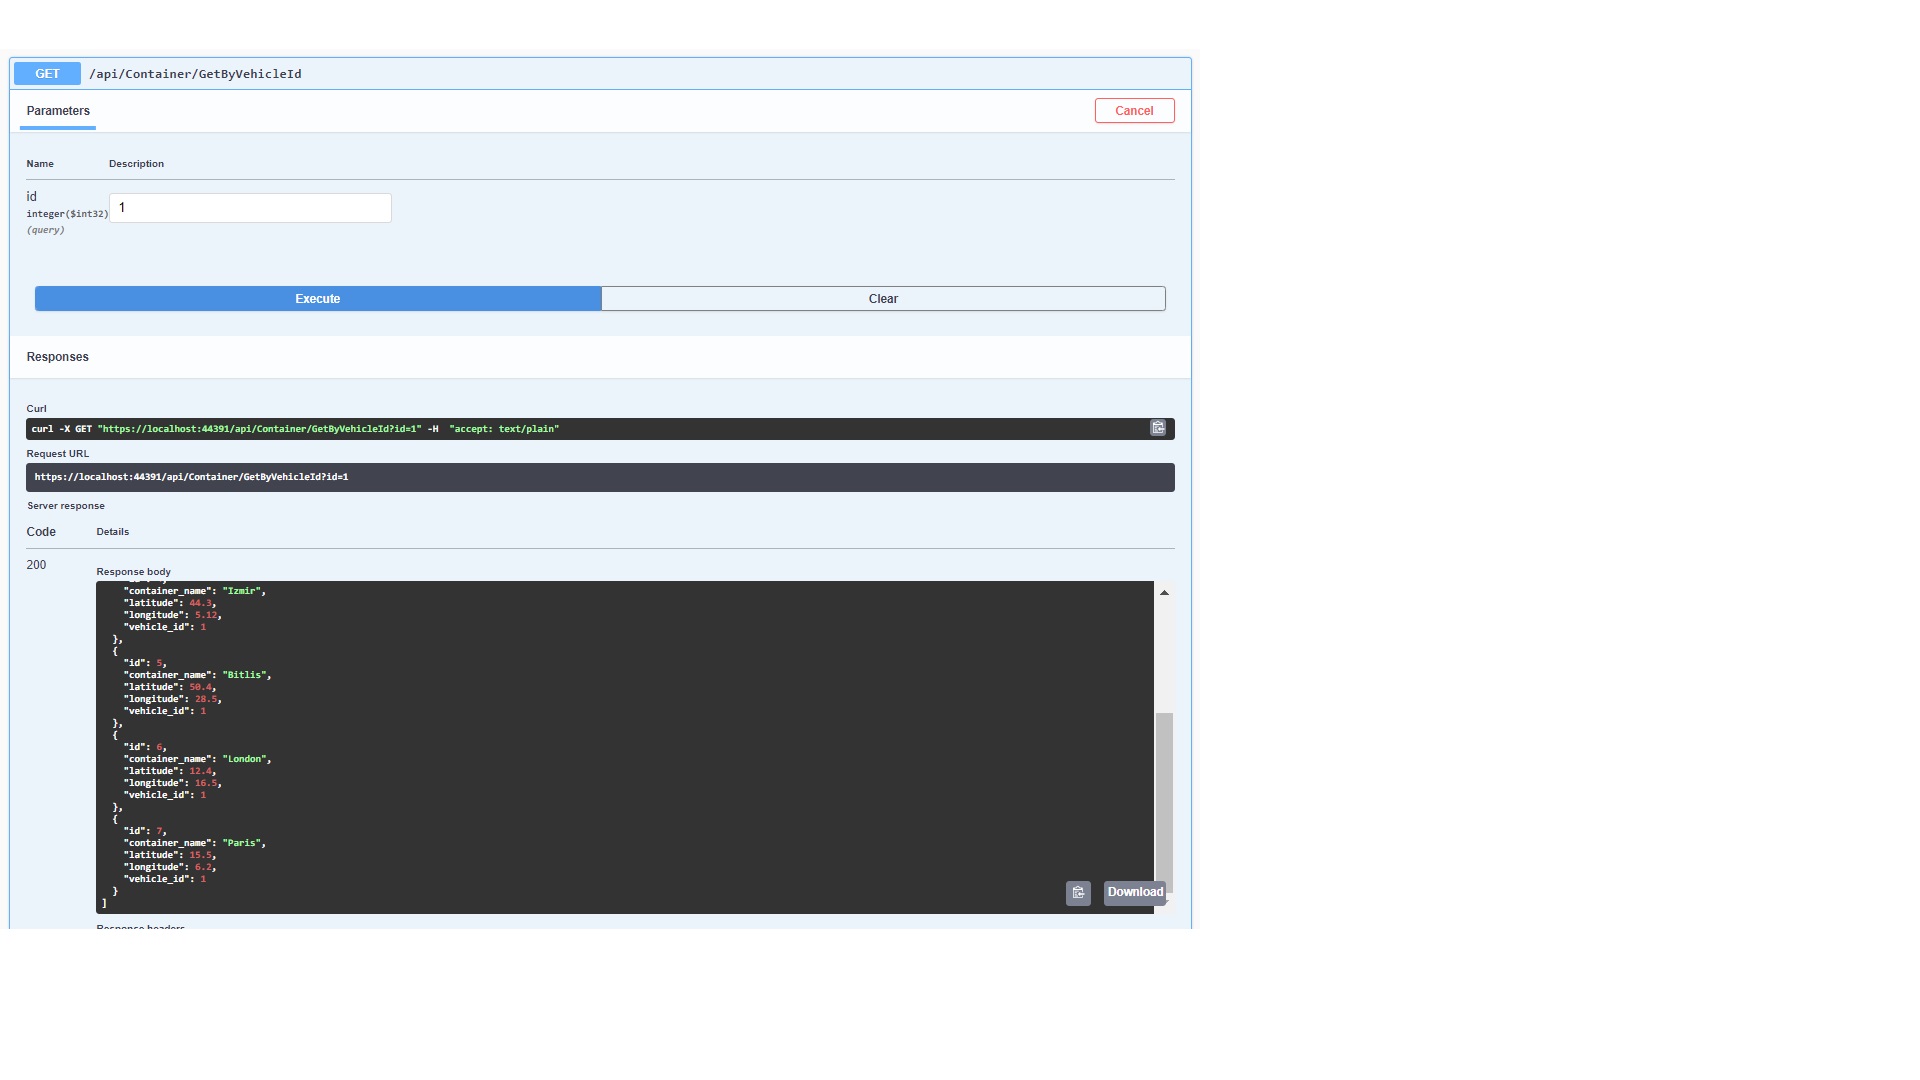 GET /api/Container/GetByVehicleId
Parameters
Cancel
Name Description
id
integer($int32)
(query)
1
Execute
Clear
Responses
Curl
curl -X GET "https://localhost:44391/api/Container/GetByVehicleId?id=1" -H  "accept: text/plain"
Request URL
https://localhost:44391/api/Container/GetByVehicleId?id=1
Server response
Code Details
200
Response body
"container_name": "Izmir",
"latitude": 44.3,
"longitude": 5.12,
"vehicle_id": 1
},
{
"id": 5,
"container_name": "Bitlis",
"latitude": 50.4,
"longitude": 28.5,
"vehicle_id": 1
},
{
"id": 6,
"container_name": "London",
"latitude": 12.4,
"longitude": 16.5,
"vehicle_id": 1
},
{
"id": 7,
"container_name": "Paris",
"latitude": 15.5,
"longitude": 6.2,
"vehicle_id": 1
}
]
Download
Response headers